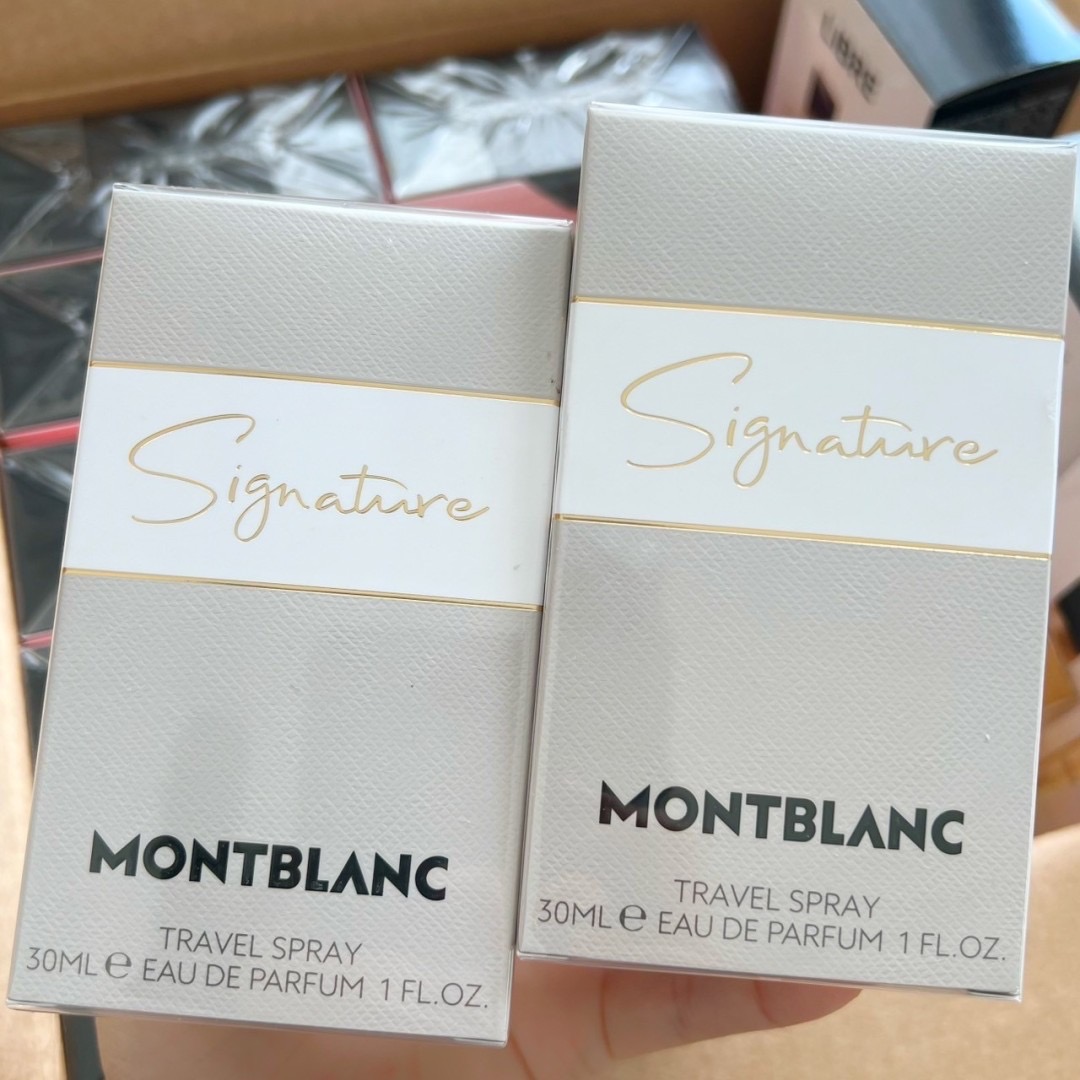 Signature
MONTBLANC
TRAVEL SPRAY
30ML e EAU DE PARFUM 1 FL.OZ.
Signature
MONTBLANC
TRAVEL SPRAY
30ML e EAU DE PARFUM 1 FL.OZ.
LIBRE